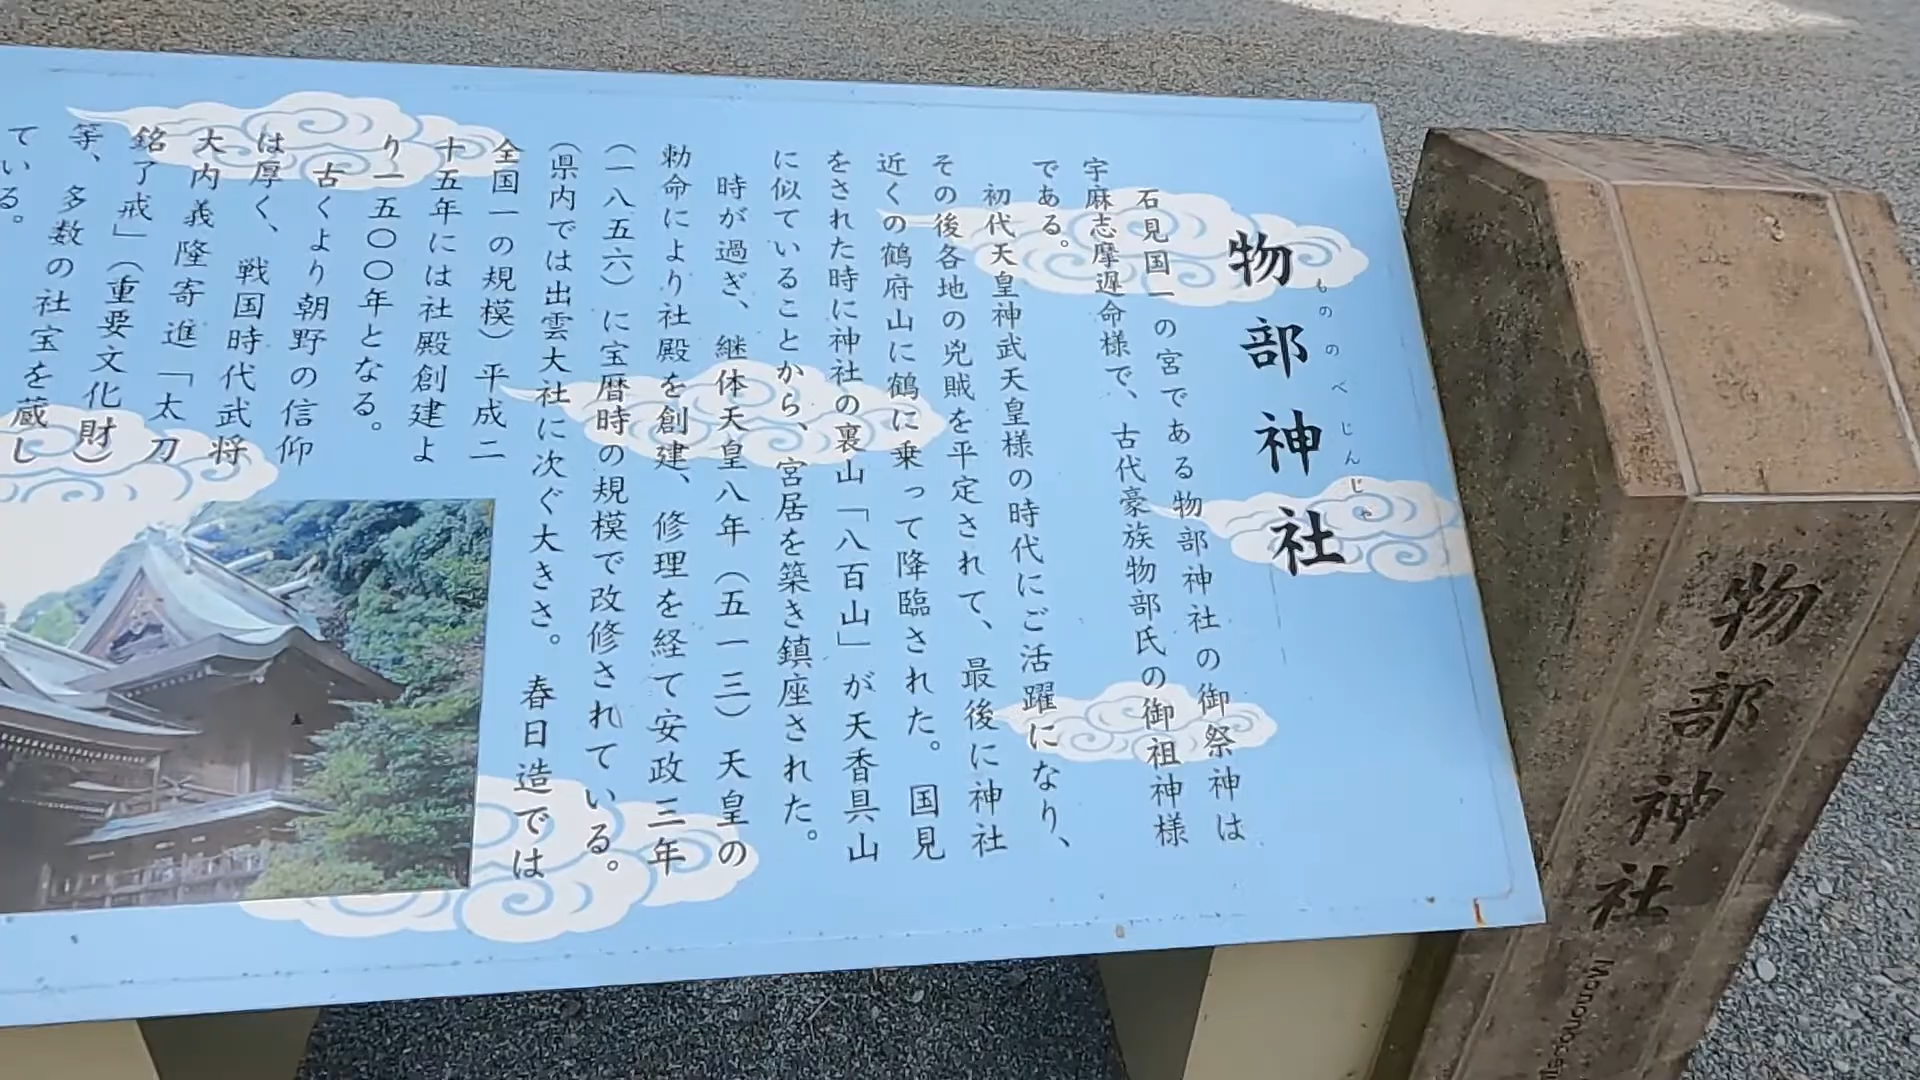 物部神社
もののべじんじゃ
石見国一の宮である物部神社の御祭神は
宇麻志摩遅命様で、古代豪族物部氏の御祖神様
である。
初代天皇神武天皇様の時代にご活躍になり、
その後各地の兇賊を平定されて、最後に神社
近くの鶴府山に鶴に乗って降臨された。国見
をされた時に神社の裏山「八百山」が天香具山
に似ていることから、宮居を築き鎮座された。
時が過ぎ、継体天皇八年（五一三）天皇の
勅命により社殿を創建、修理を経て安政三年
（一八五六）に宝暦時の規模で改修されている。
（県内では出雲大社に次ぐ大きさ。春日造では
全国一の規模）平成二
十五年には社殿創建よ
り一五〇〇年となる。
古くより朝野の信仰
は厚く、戦国時代武将
大内義隆寄進「太刀
銘了戒」（重要文化財）
等、多数の社宝を蔵し
ている。
物部神社